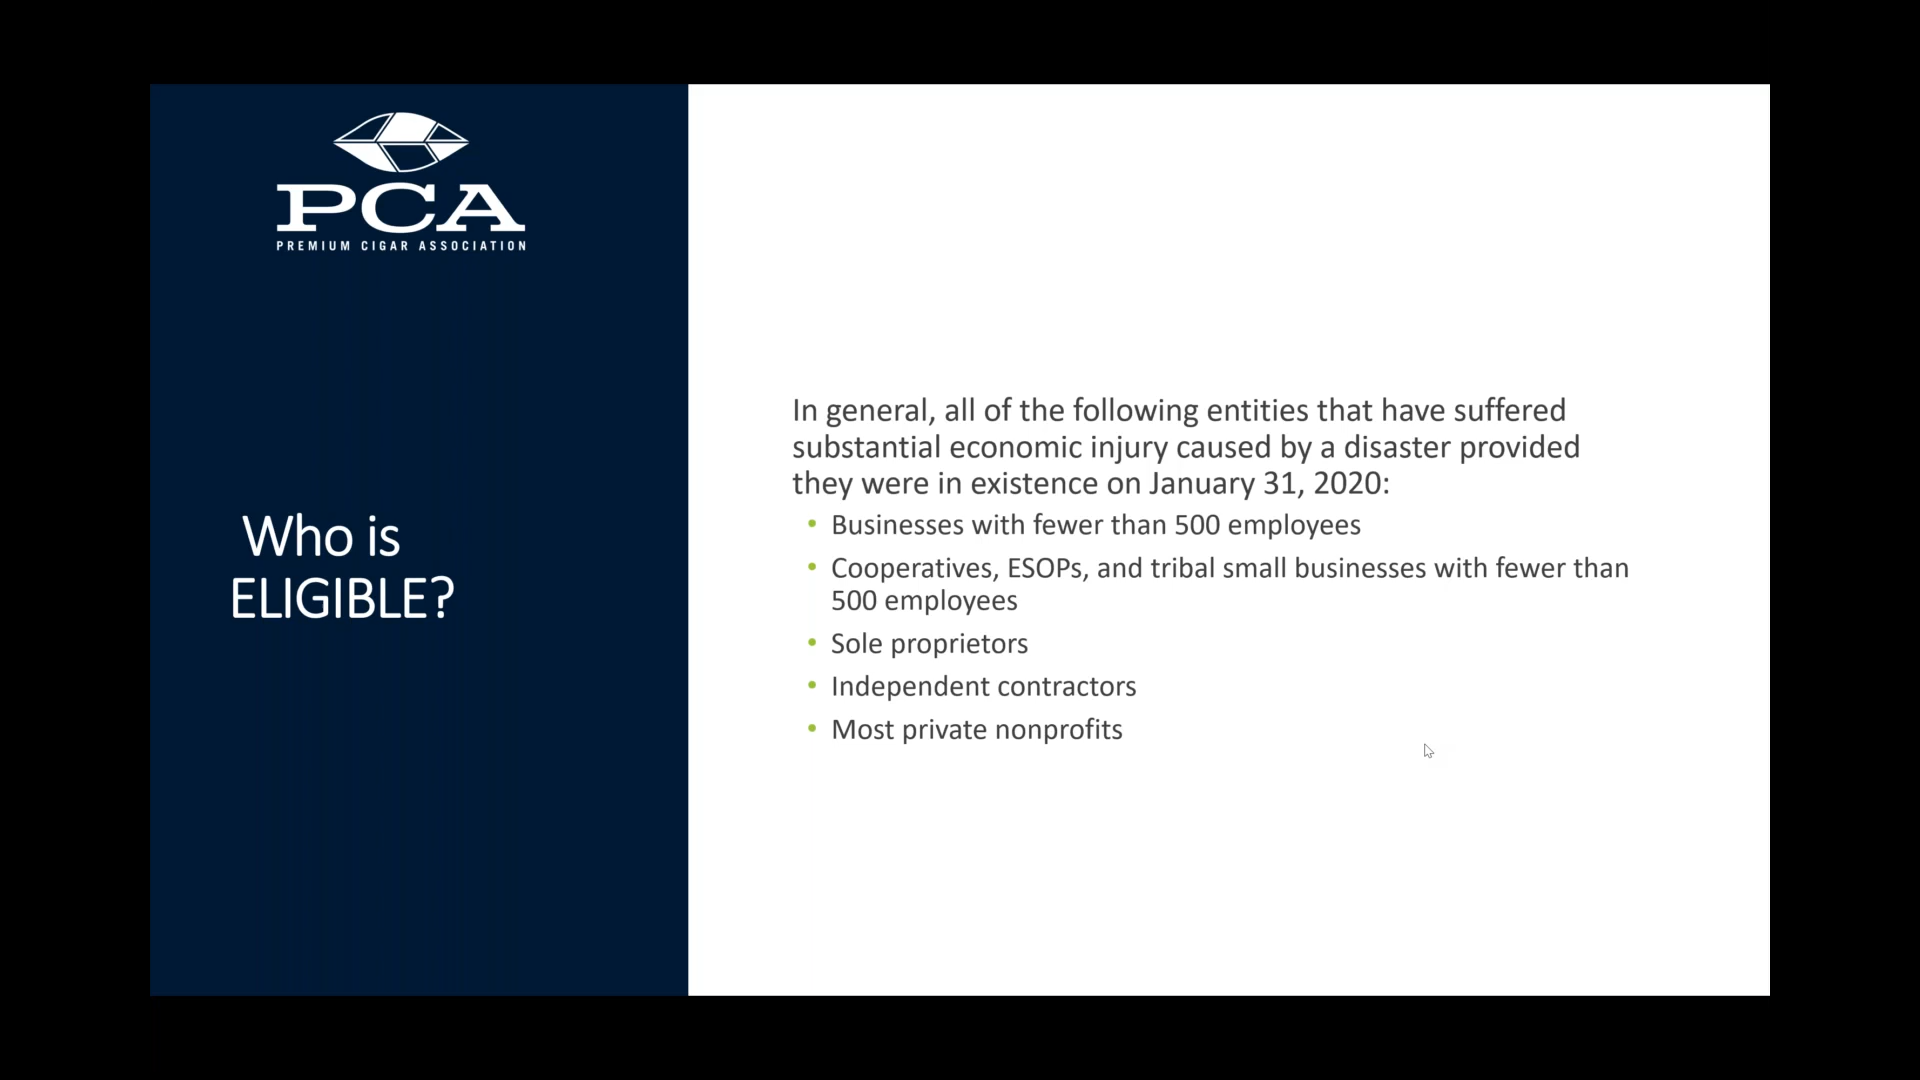 PCA
PREMIUM CIGAR ASSOCIATION
Who is
ELIGIBLE?
In general, all of the following entities that have suffered
substantial economic injury caused by a disaster provided
they were in existence on January 31, 2020:
• Businesses with fewer than 500 employees
• Cooperatives, ESOPs, and tribal small businesses with fewer than
500 employees
• Sole proprietors
• Independent contractors
• Most private nonprofits